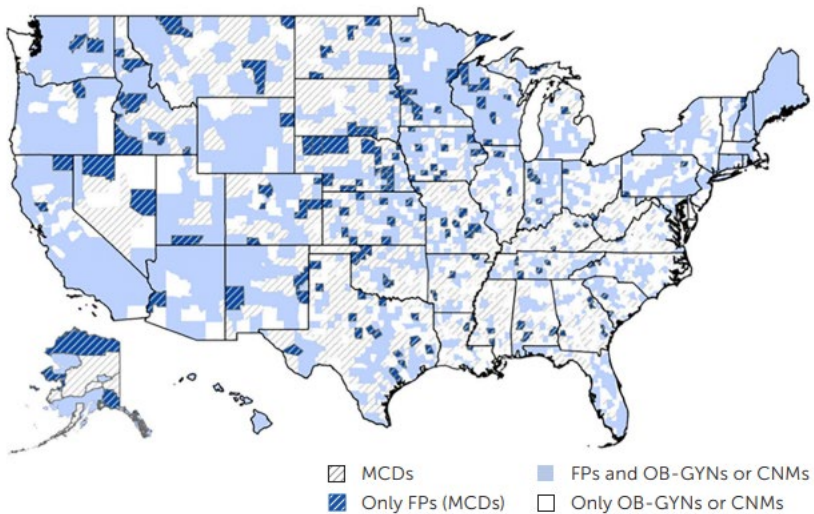 MCDs
FPs and OB-GYNs or CNMs
Only FPs (MCDs)
Only OB-GYNs or CNMs